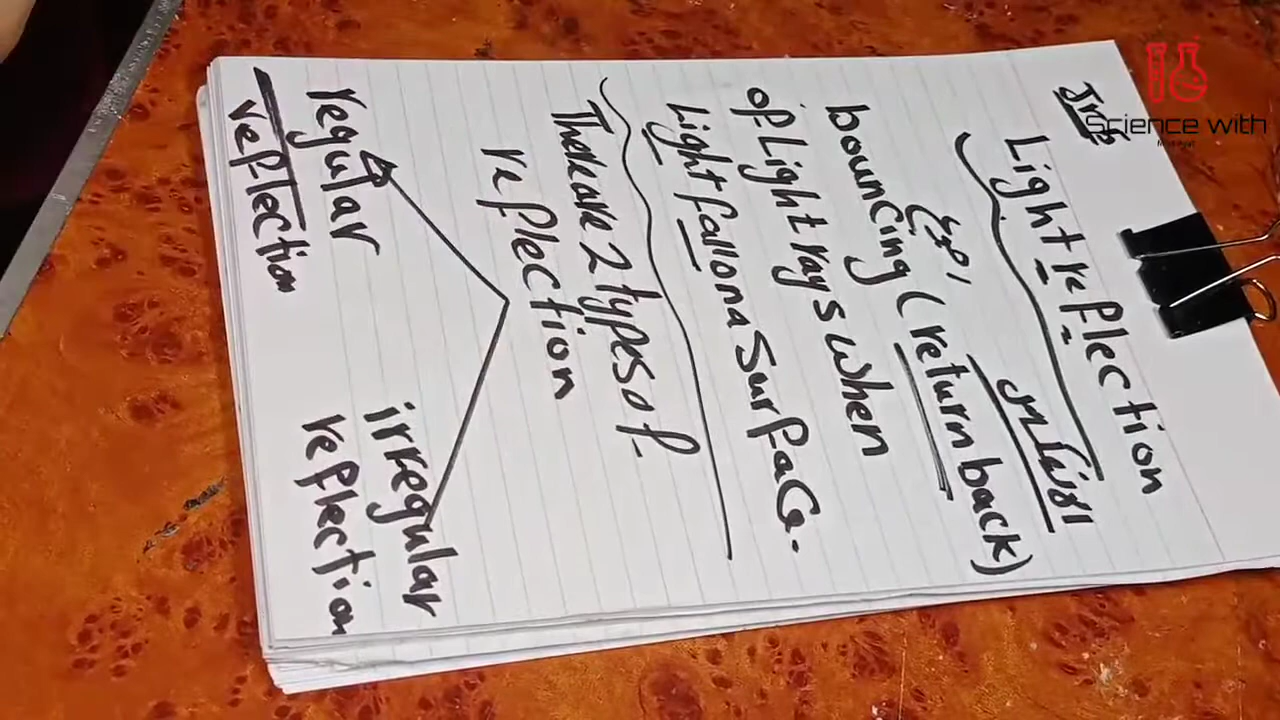 Light reflection
bouncing (return back)
of Light rays when
Light fall on a Surface.
There are 2 types of
reflection
regular
reflection
irregular
reflection
Science with